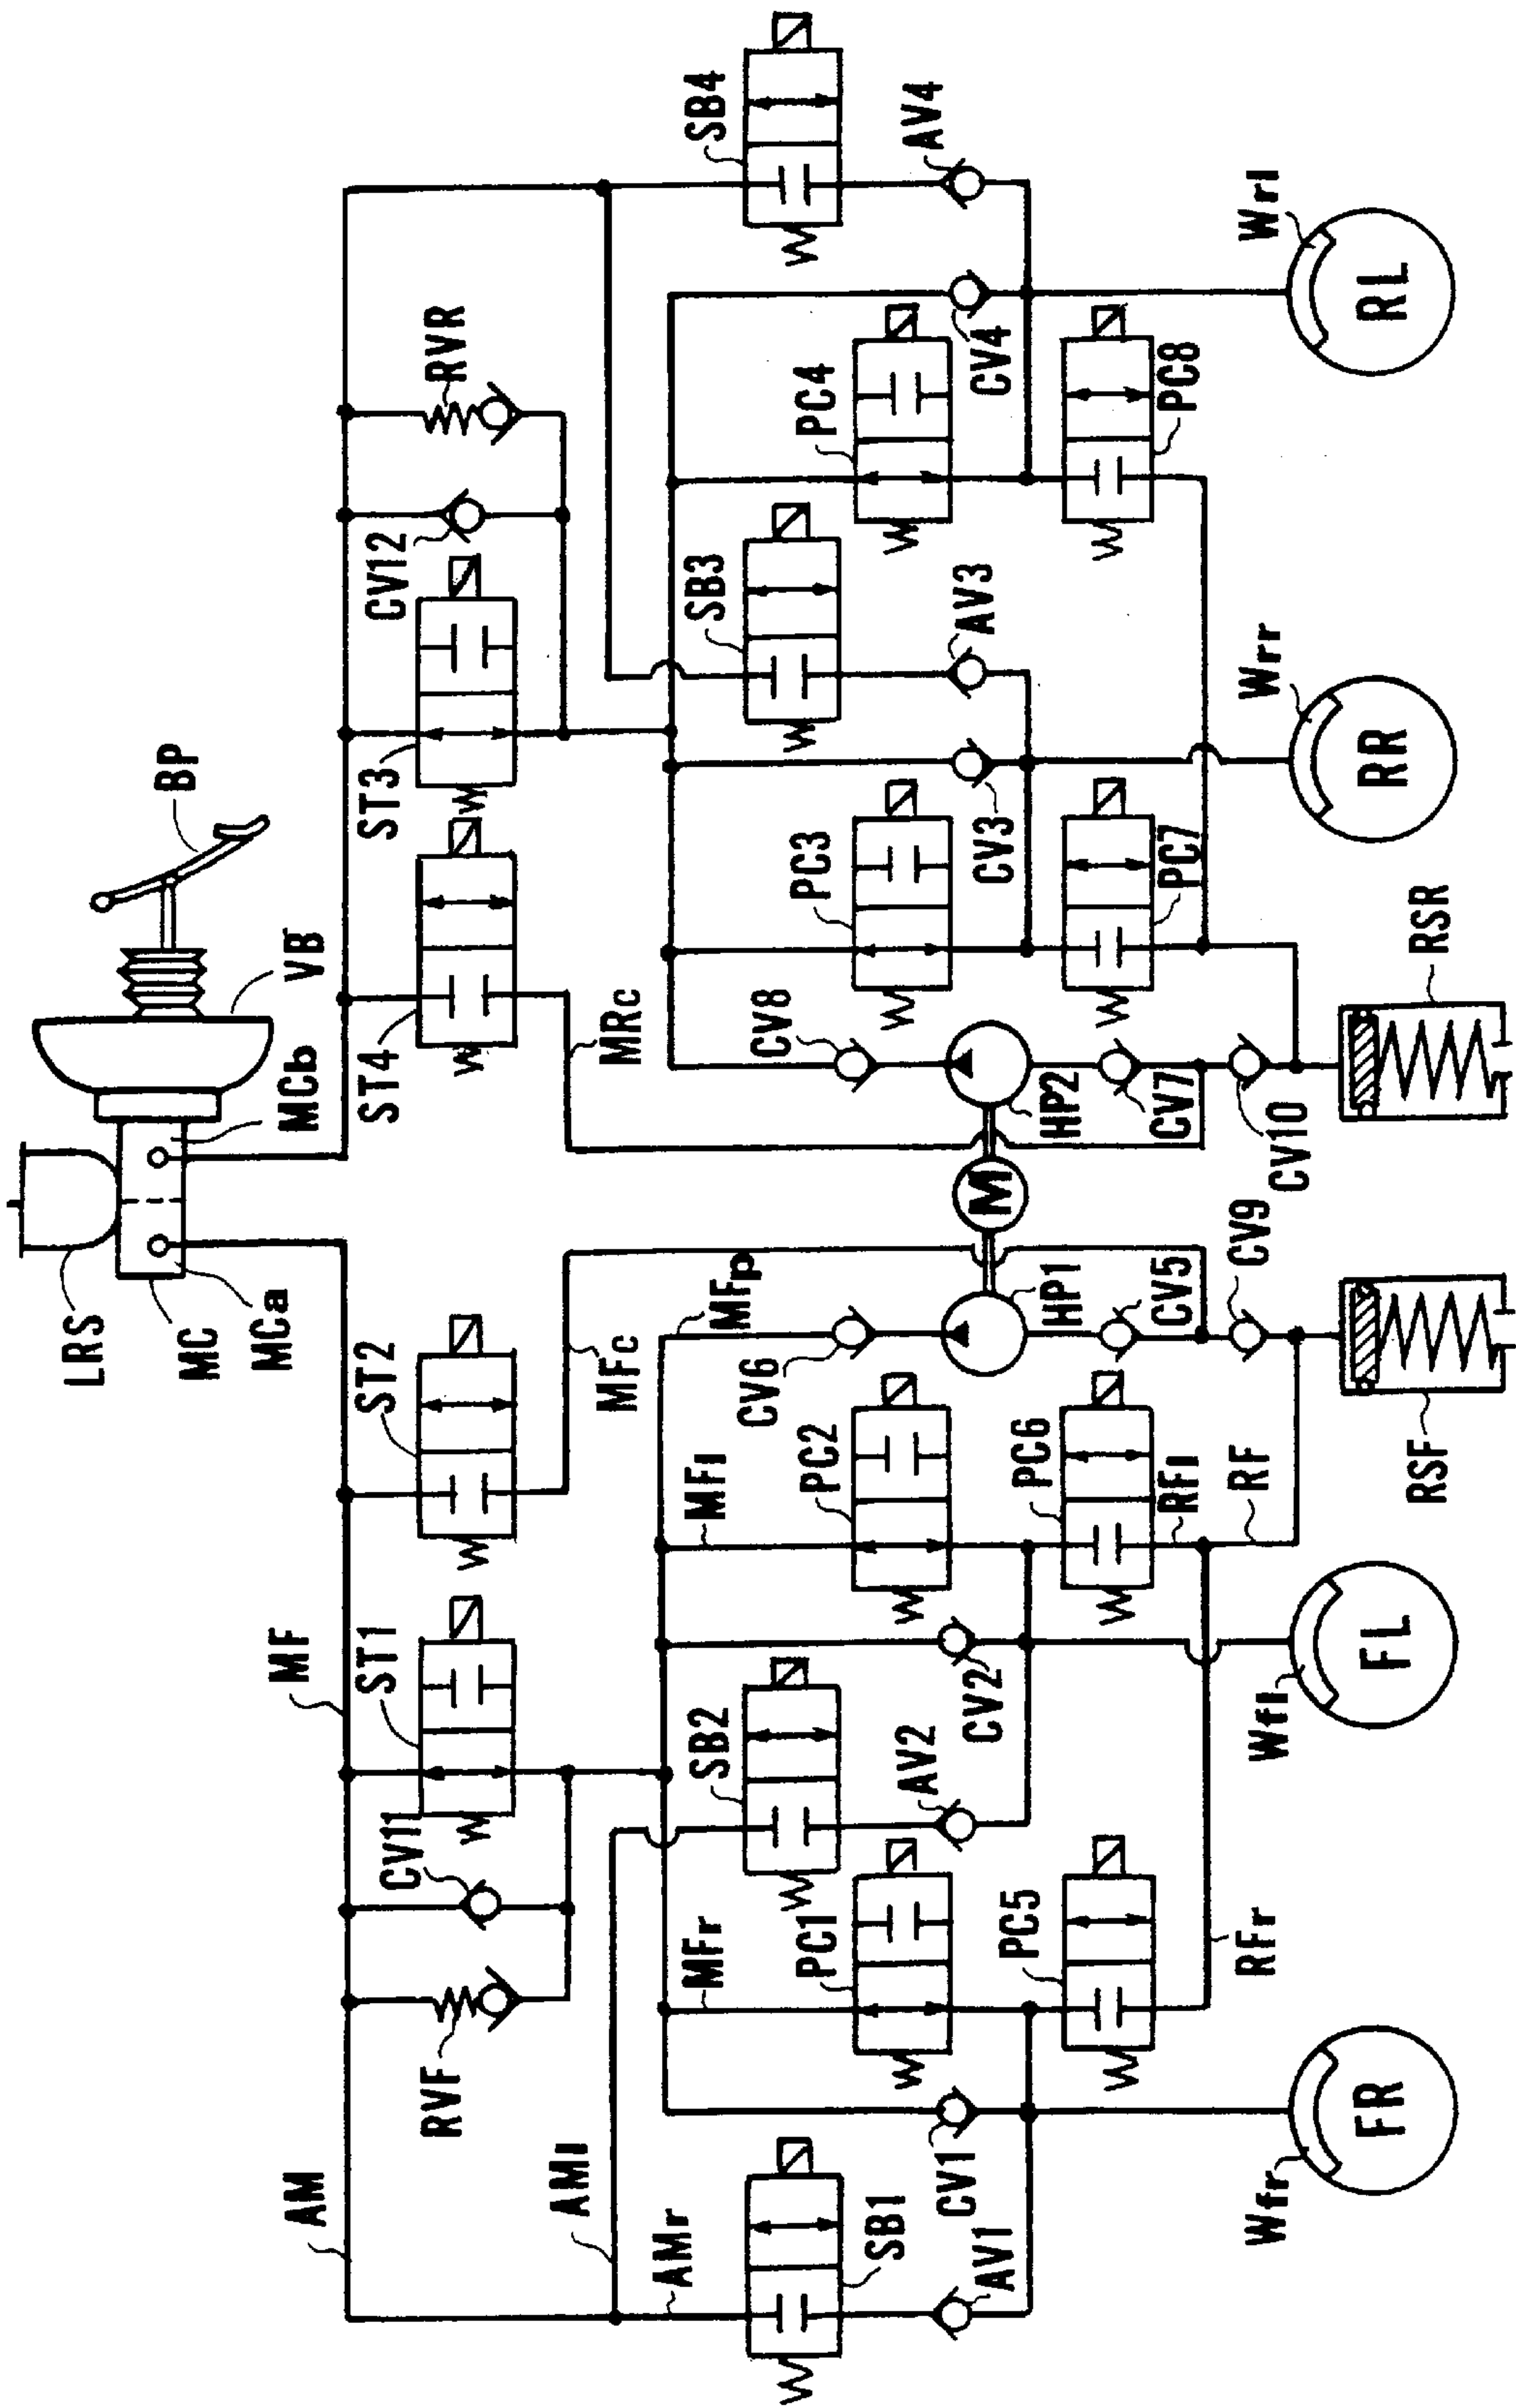 LRS
MC
MCa
MCb
VB
BP
AM
MF
RVF
CV11
ST1
ST2
ST4
ST3
CV12
RVR
AMl
AMr
MFc
MRc
SB1
MFr
SB2
MFl
MFp
SB3
SB4
PC1
PC2
CV6
CV8
PC3
PC4
AV1
CV1
AV2
CV2
HP1
M
HP2
CV3
AV3
CV4
AV4
PC5
PC6
CV5
CV7
PC7
PC8
RFr
RFl
RF
CV9
CV10
Wfr
FR
Wfl
FL
RSF
RSR
Wrr
RR
Wrl
RL